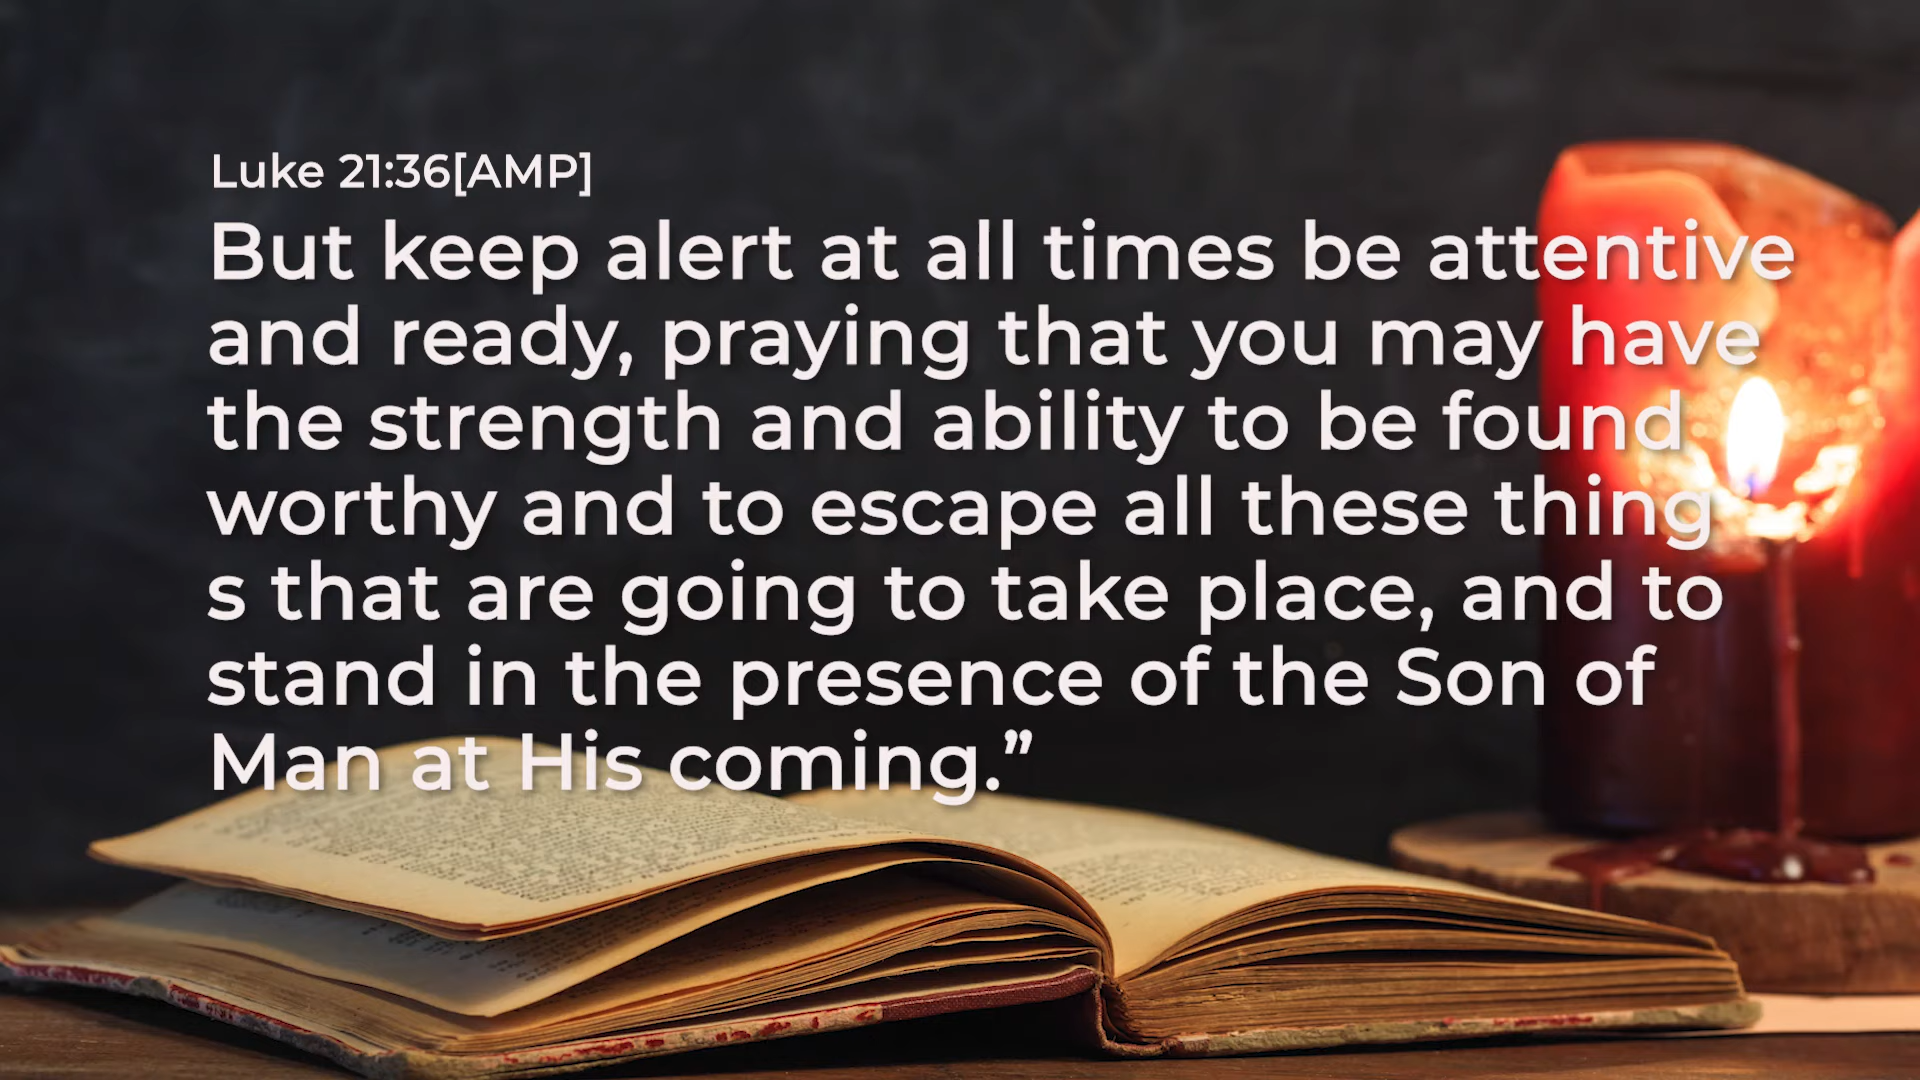 Luke 21:36[AMP]
But keep alert at all times be attentive
and ready, praying that you may have
the strength and ability to be found
worthy and to escape all these thing
s that are going to take place, and to
stand in the presence of the Son of
Man at His coming.”